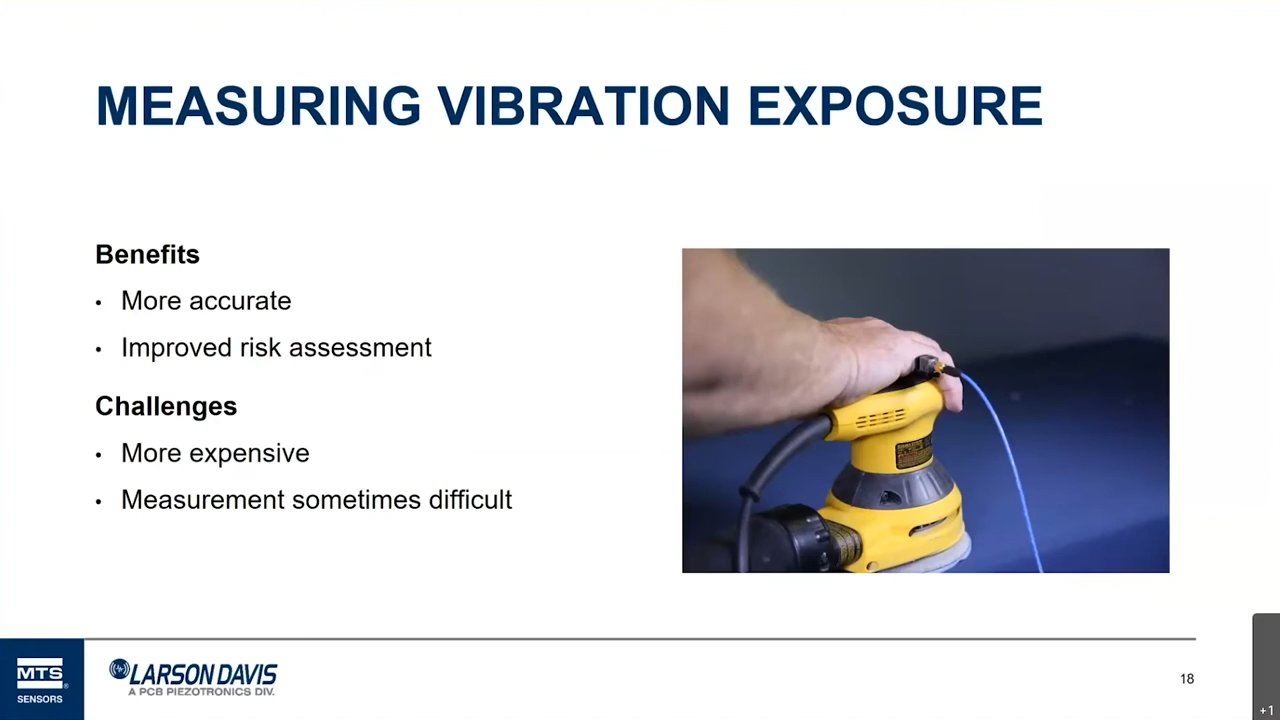 MEASURING VIBRATION EXPOSURE
Benefits
• More accurate
• Improved risk assessment
Challenges
• More expensive
• Measurement sometimes difficult
MTS
SENSORS
LARSON DAVIS
A PCB PIEZOTRONICS DIV.
18
+1